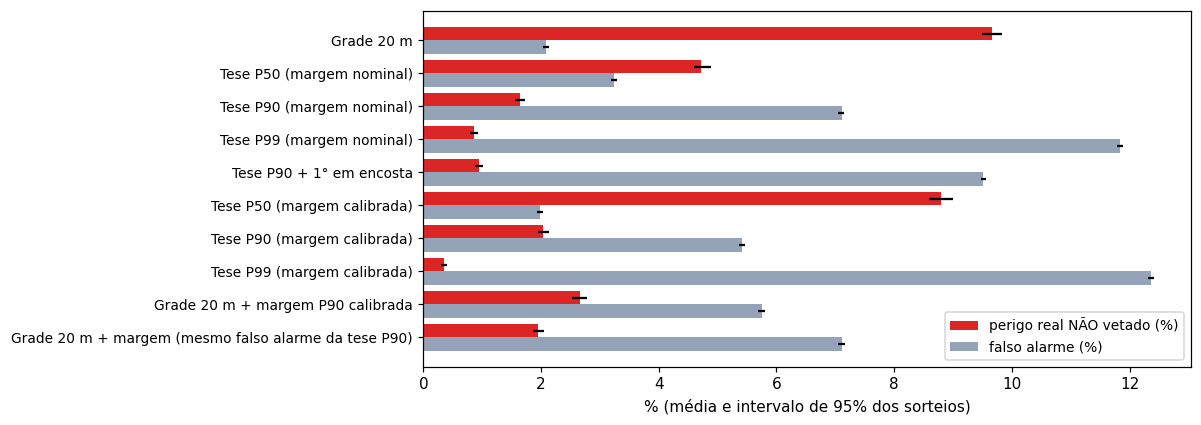 Grade 20 m
Tese P50 (margem nominal)
Tese P90 (margem nominal)
Tese P99 (margem nominal)
Tese P90 + 1° em encosta
Tese P50 (margem calibrada)
Tese P90 (margem calibrada)
Tese P99 (margem calibrada)
Grade 20 m + margem P90 calibrada
Grade 20 m + margem (mesmo falso alarme da tese P90)
perigo real NÃO vetado (%)
falso alarme (%)
0 2 4 6 8 10 12
% (média e intervalo de 95% dos sorteios)